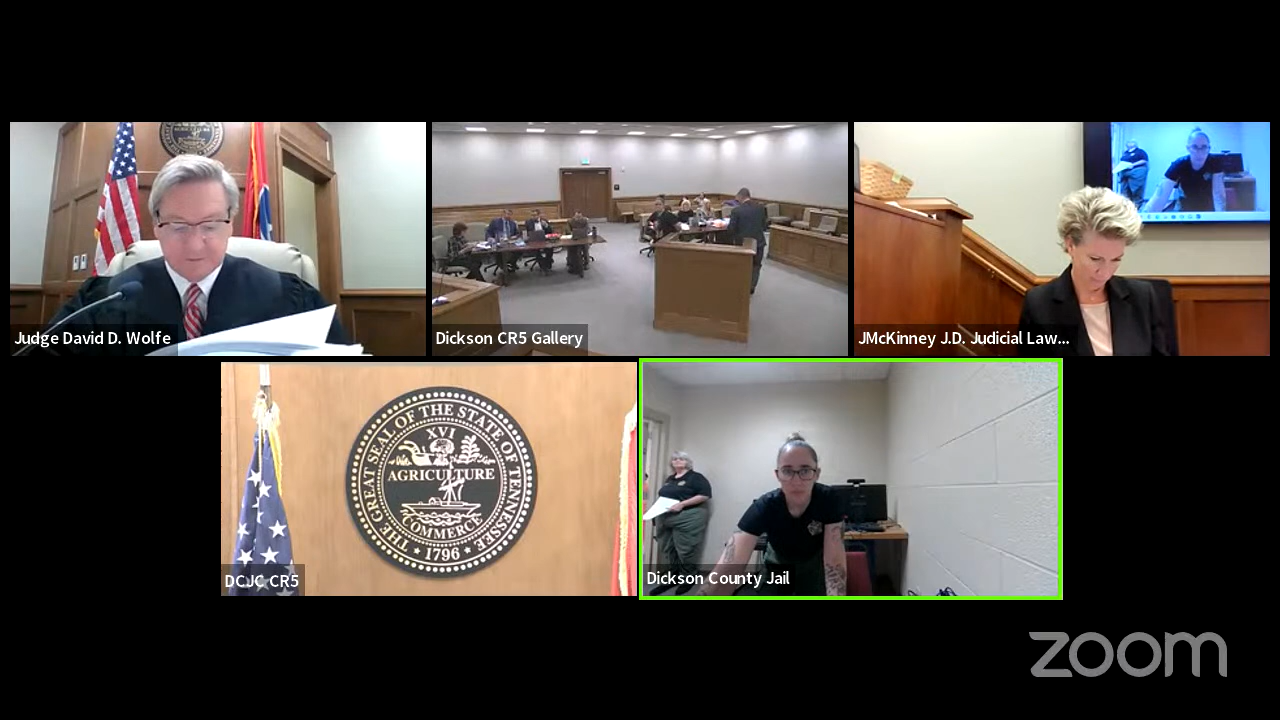 AGRICULTURE
Judge David D. Wolfe
Dickson CR5 Gallery
JMcKinney J.D. Judicial Law...
THE GREAT SEAL OF THE STATE OF TENNESSEE
XVI
AGRICULTURE
COMMERCE
1796
DCJC CR5
Dickson County Jail
zoom